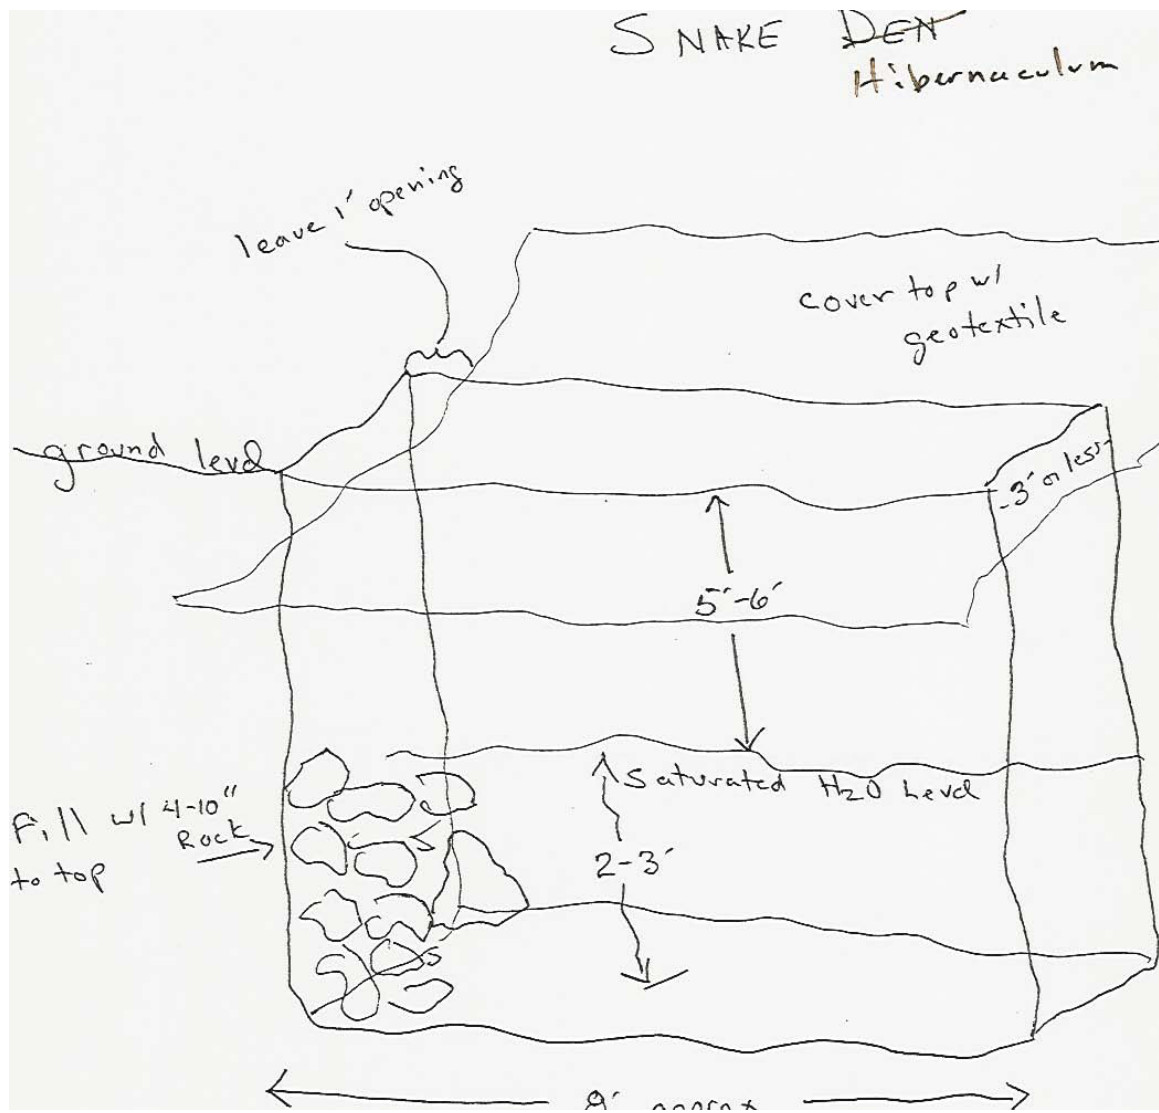 SNAKE DEN
Hibernaculum
leave 1' opening
cover top w/
geotextile
ground level
3' or less
5'-6'
Saturated H2O Level
Fill w/ 4-10"
Rock
to top
2-3'
approx